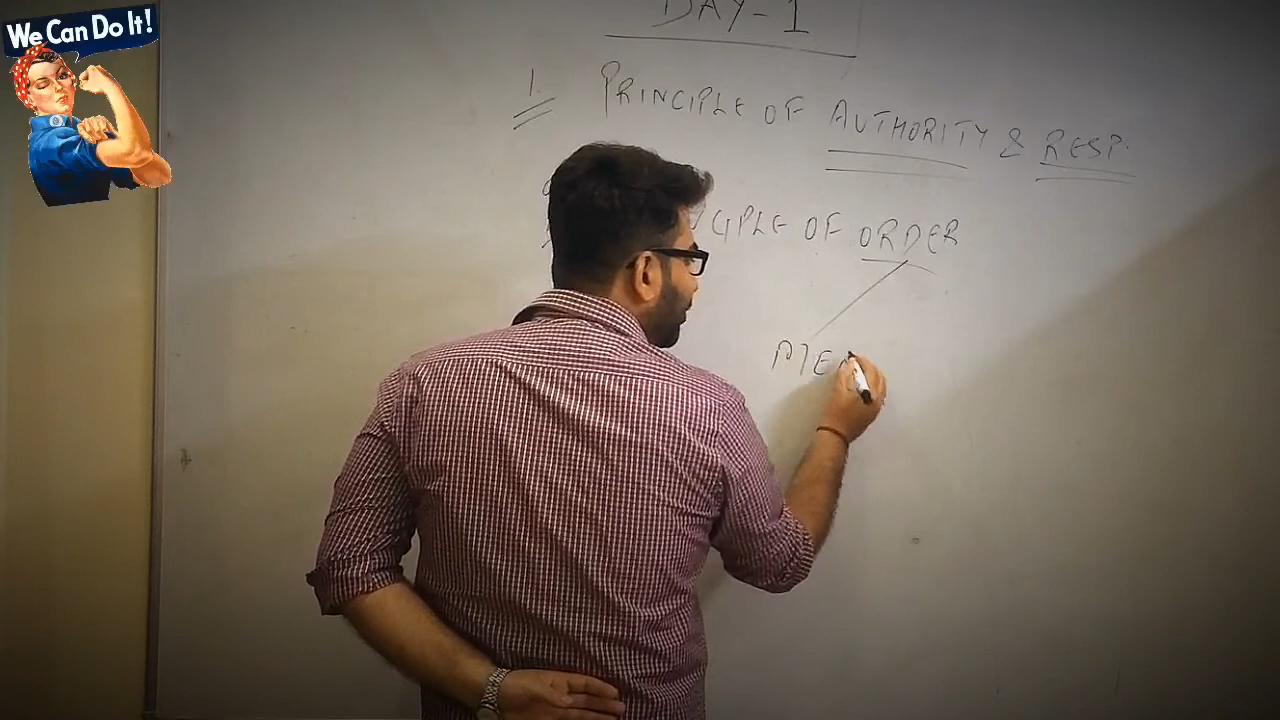 We Can Do It!
DAY-1
1. PRINCIPLE OF AUTHORITY & RESP.
CIPLE OF ORDER